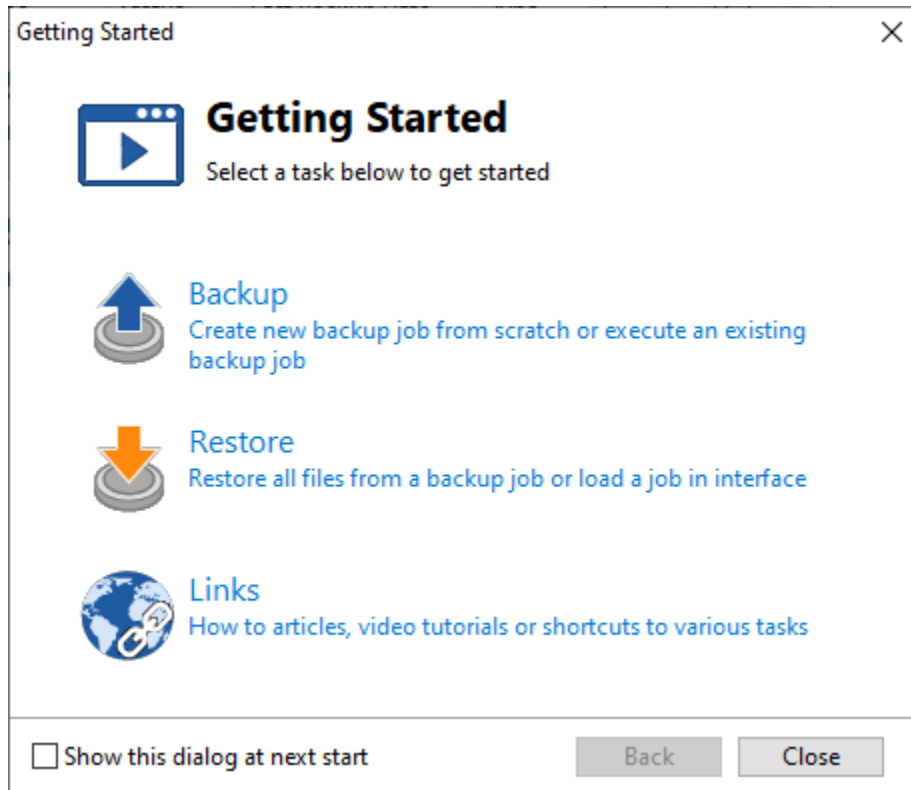 Getting Started
Getting Started
Select a task below to get started
Backup
Create new backup job from scratch or execute an existing
backup job
Restore
Restore all files from a backup job or load a job in interface
Links
How to articles, video tutorials or shortcuts to various tasks
Show this dialog at next start
Back
Close